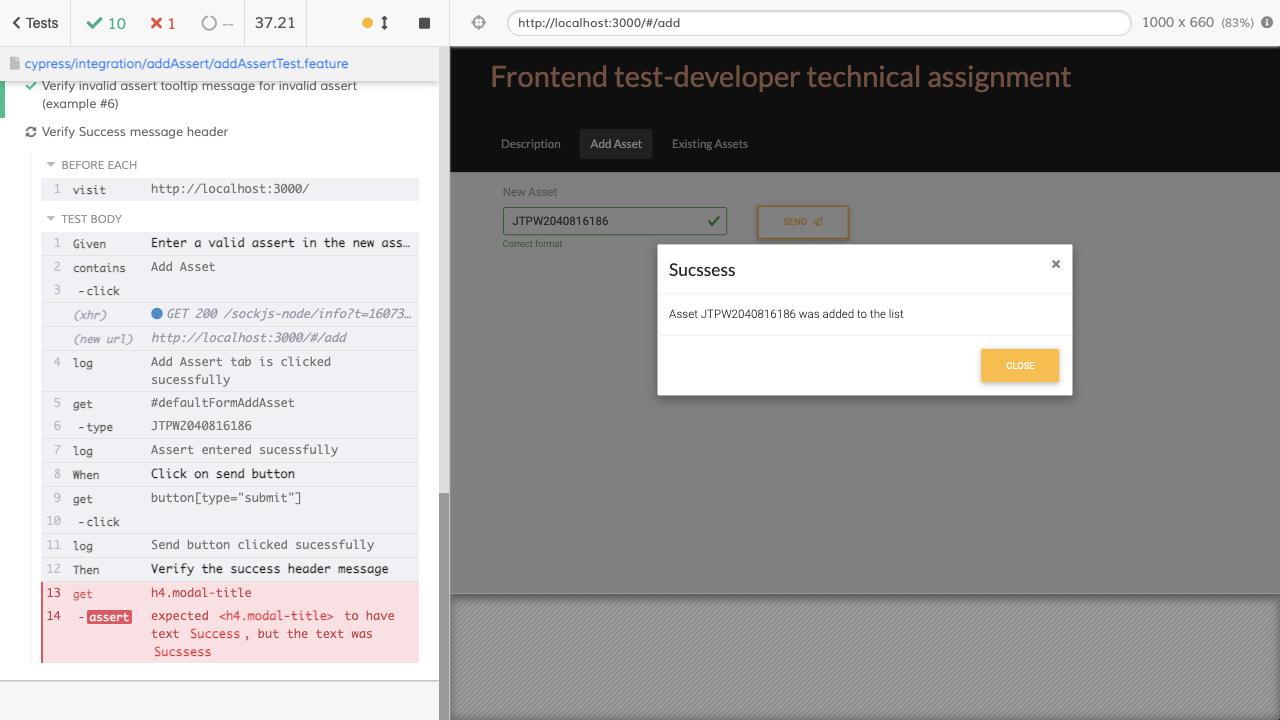 Tests
10
1
--
37.21
http://localhost:3000/#/add
1000 x 660 (83%)
cypress/integration/addAssert/addAssertTest.feature
Verify invalid assert tooltip message for invalid assert
(example #6)
Verify Success message header
BEFORE EACH
1 visit http://localhost:3000/
TEST BODY
1 Given Enter a valid assert in the new ass…
2 contains Add Asset
3 -click
(xhr) GET 200 /sockjs-node/info?t=16073…
(new url) http://localhost:3000/#/add
4 log Add Assert tab is clicked
sucessfully
5 get #defaultFormAddAsset
6 -type JTPW2040816186
7 log Assert entered sucessfully
8 When Click on send button
9 get button[type="submit"]
10 -click
11 log Send button clicked sucessfully
12 Then Verify the success header message
13 get h4.modal-title
14 -assert expected <h4.modal-title> to have
text Success, but the text was
Sucssess
Frontend test-developer technical assignment
Description Add Asset Existing Assets
New Asset
JTPW2040816186
SEND
Correct format
Sucssess
×
Asset JTPW2040816186 was added to the list
CLOSE